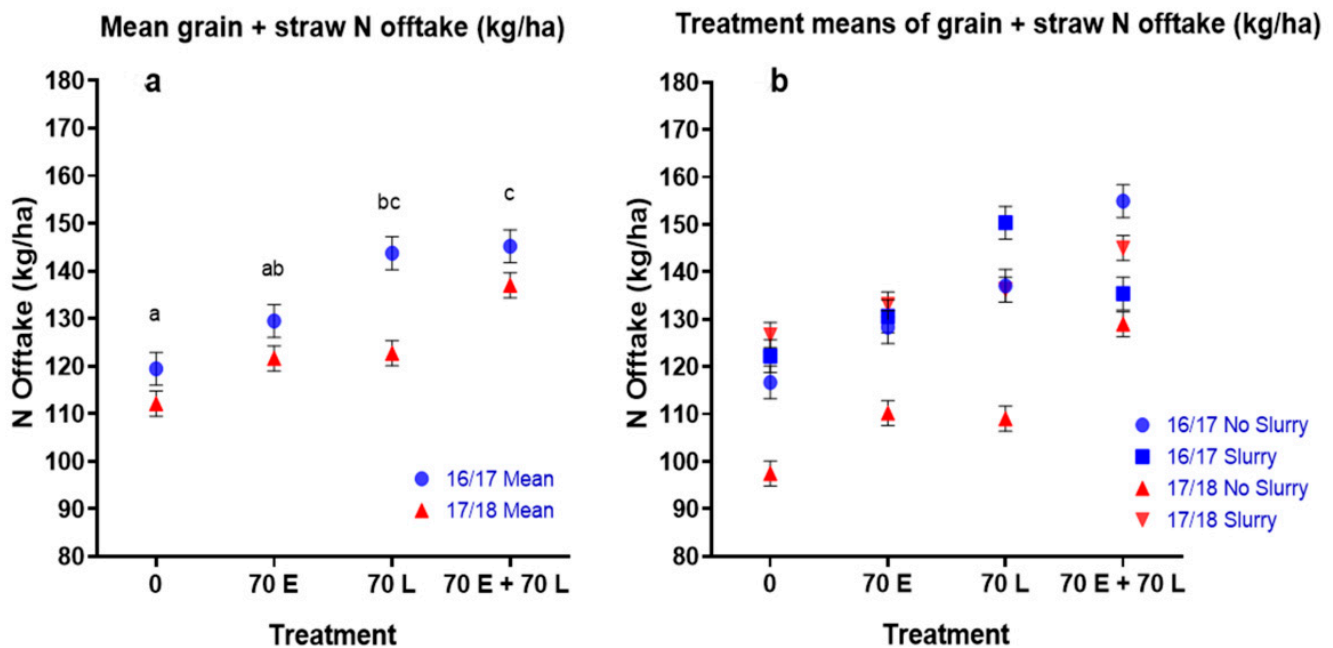 Mean grain + straw N offtake (kg/ha)
a
N Offtake (kg/ha)
180
170
160
150
140
130
120
110
100
90
80
a
ab
bc
c
16/17 Mean
17/18 Mean
0
70 E
70 L
70 E + 70 L
Treatment
Treatment means of grain + straw N offtake (kg/ha)
b
N Offtake (kg/ha)
180
170
160
150
140
130
120
110
100
90
80
16/17 No Slurry
16/17 Slurry
17/18 No Slurry
17/18 Slurry
0
70 E
70 L
70 E + 70 L
Treatment